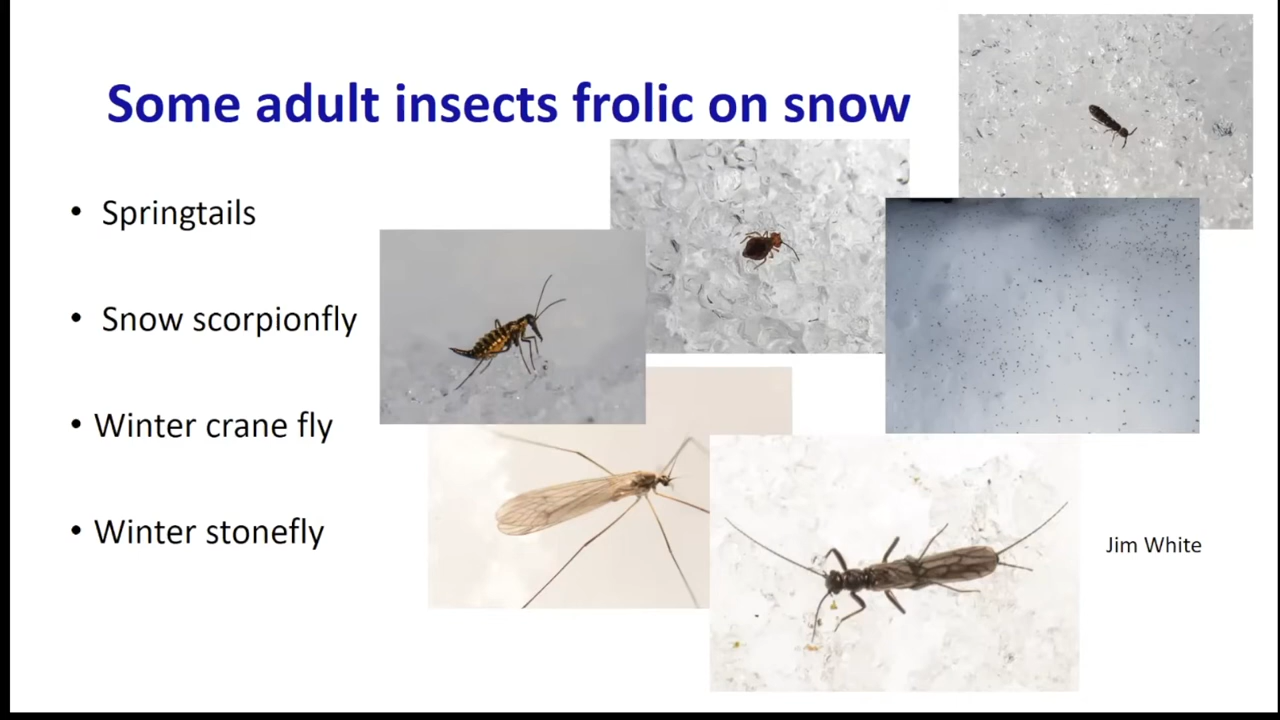 Some adult insects frolic on snow
• Springtails
• Snow scorpionfly
• Winter crane fly
• Winter stonefly
Jim White